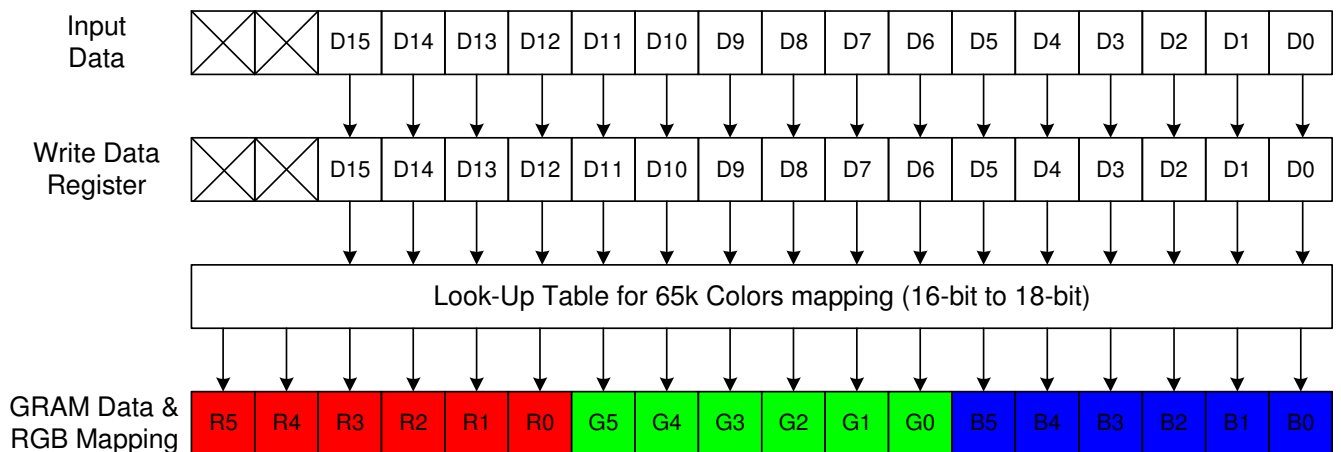 Input
Data
D15 D14 D13 D12 D11 D10 D9 D8 D7 D6 D5 D4 D3 D2 D1 D0
Write Data
Register
D15 D14 D13 D12 D11 D10 D9 D8 D7 D6 D5 D4 D3 D2 D1 D0
Look-Up Table for 65k Colors mapping (16-bit to 18-bit)
GRAM Data &
RGB Mapping
R5 R4 R3 R2 R1 R0 G5 G4 G3 G2 G1 G0 B5 B4 B3 B2 B1 B0